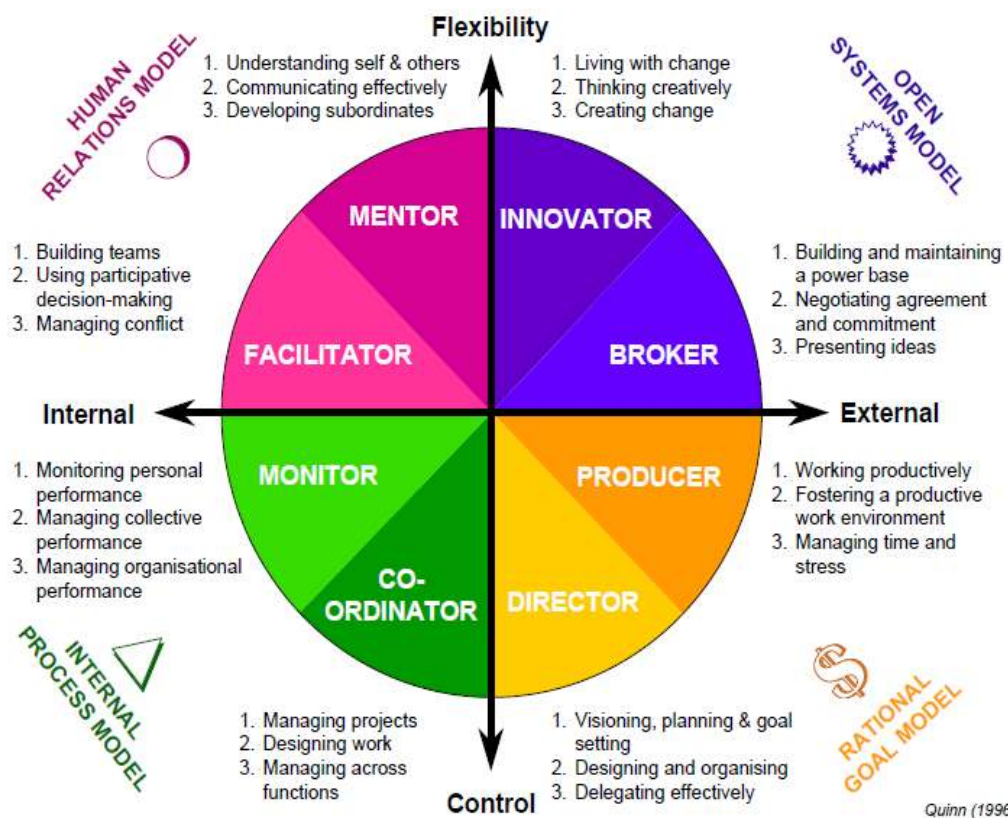 Flexibility
HUMAN
RELATIONS MODEL
1. Understanding self & others
2. Communicating effectively
3. Developing subordinates
1. Living with change
2. Thinking creatively
3. Creating change
OPEN
SYSTEMS MODEL
MENTOR
INNOVATOR
1. Building teams
2. Using participative
decision-making
3. Managing conflict
FACILITATOR
BROKER
1. Building and maintaining
a power base
2. Negotiating agreement
and commitment
3. Presenting ideas
Internal
External
1. Monitoring personal
performance
2. Managing collective
performance
3. Managing organisational
performance
MONITOR
PRODUCER
1. Working productively
2. Fostering a productive
work environment
3. Managing time and
stress
CO-
ORDINATOR
DIRECTOR
INTERNAL
PROCESS MODEL
1. Managing projects
2. Designing work
3. Managing across
functions
1. Visioning, planning & goal
setting
2. Designing and organising
3. Delegating effectively
$
RATIONAL
GOAL MODEL
Control
Quinn (1996